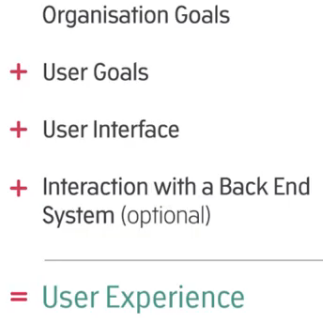 Organisation Goals
+ User Goals
+ User Interface
+ Interaction with a Back End
System (optional)
= User Experience